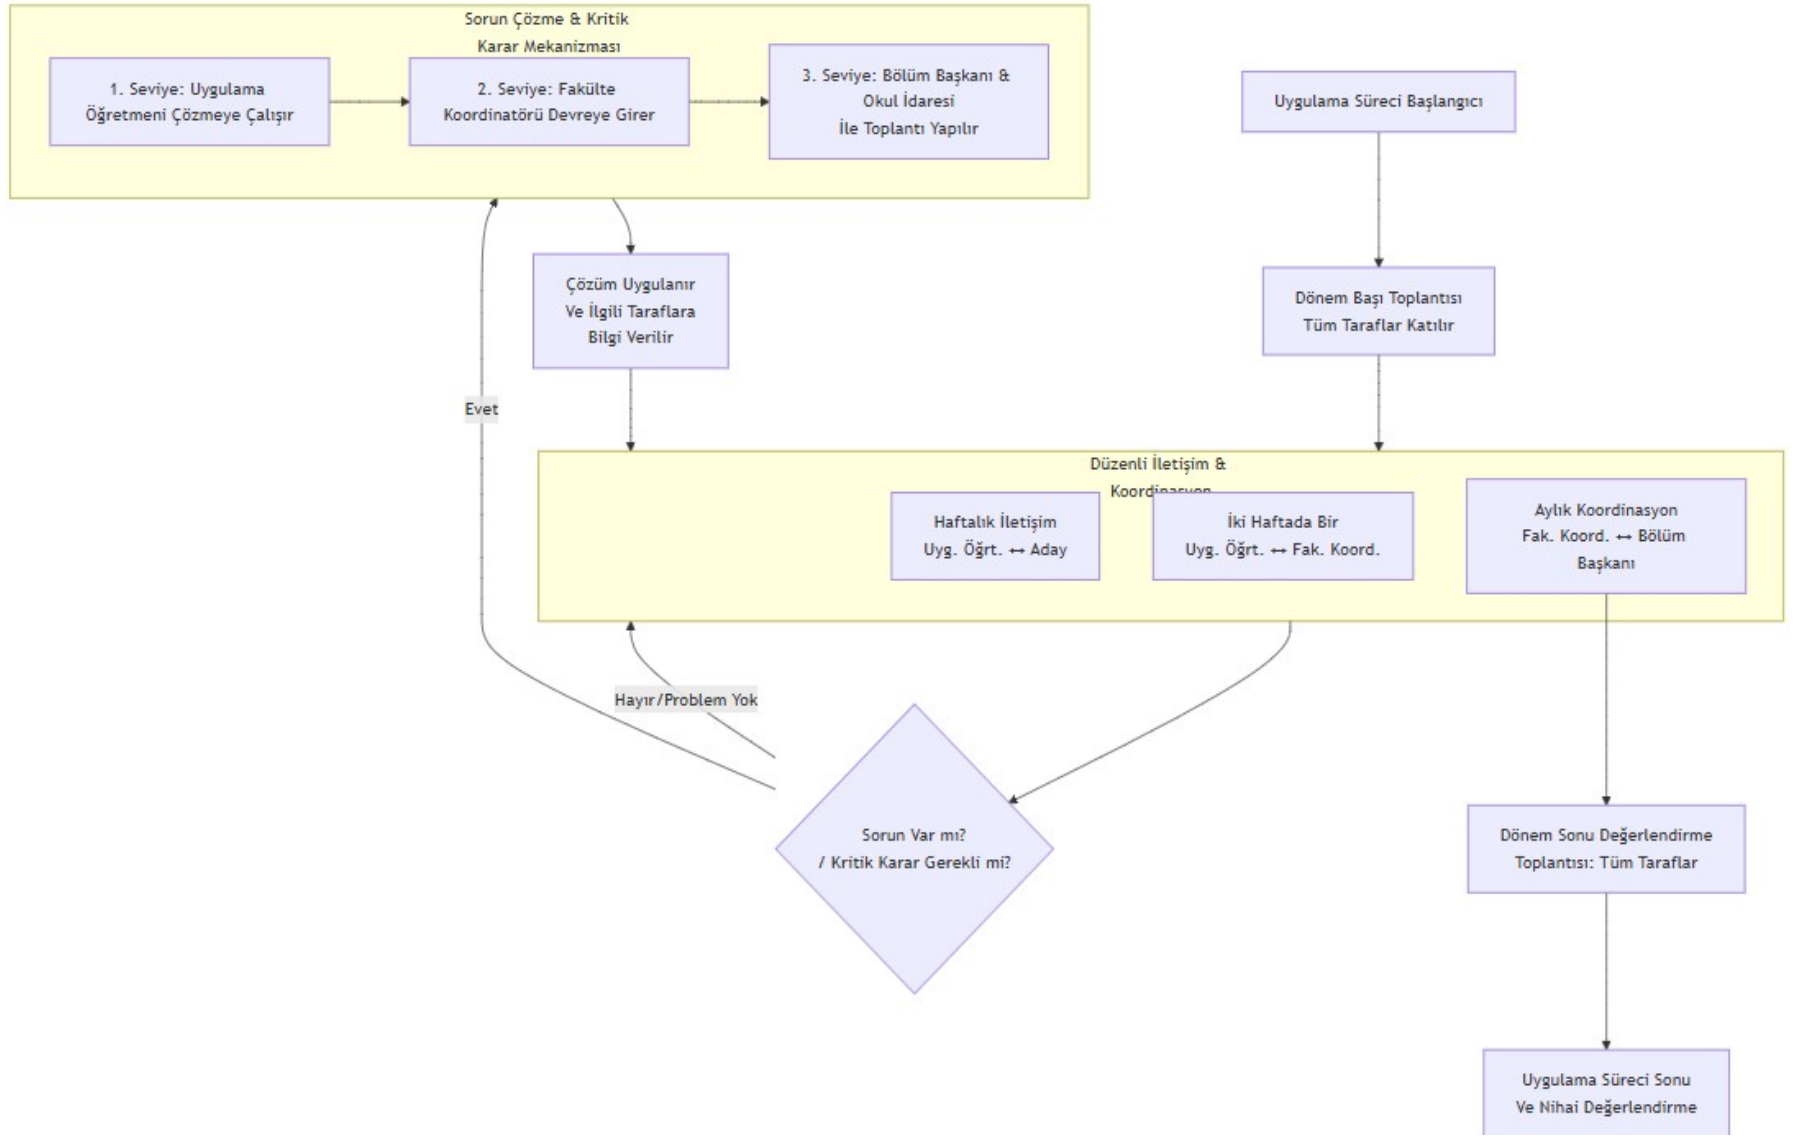 Sorun Çözme & Kritik
Karar Mekanizması
1. Seviye: Uygulama
Öğretmeni Çözmeye Çalışır
2. Seviye: Fakülte
Koordinatörü Devreye Girer
3. Seviye: Bölüm Başkanı &
Okul İdaresi
İle Toplantı Yapılır
Uygulama Süreci Başlangıcı
Çözüm Uygulanır
Ve İlgili Taraflara
Bilgi Verilir
Dönem Başı Toplantısı
Tüm Taraflar Katılır
Evet
Düzenli İletişim &
Koordinasyon
Haftalık İletişim
Uyg. Öğrt. ↔ Aday
İki Haftada Bir
Uyg. Öğrt. ↔ Fak. Koord.
Aylık Koordinasyon
Fak. Koord. ↔ Bölüm
Başkanı
Hayır/Problem Yok
Sorun Var mı?
/ Kritik Karar Gerekli mi?
Dönem Sonu Değerlendirme
Toplantısı: Tüm Taraflar
Uygulama Süreci Sonu
Ve Nihai Değerlendirme